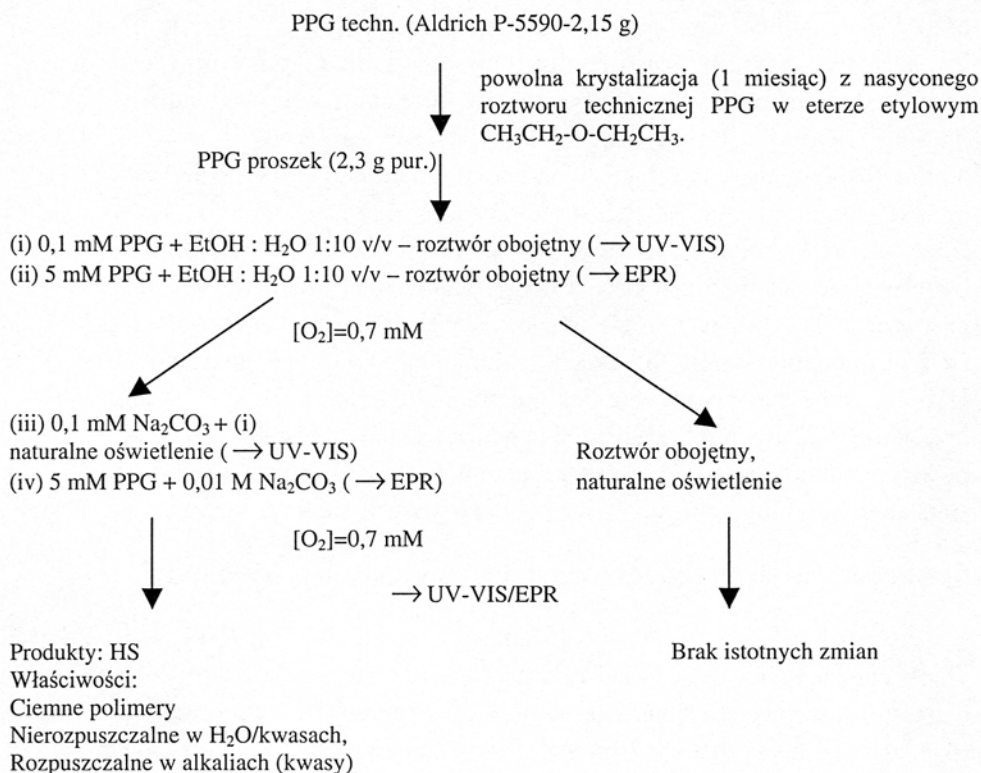 PPG techn. (Aldrich P-5590-2,15 g)
powolna krystalizacja (1 miesiąc) z nasyconego
roztworu technicznej PPG w eterze etylowym
CH₃CH₂-O-CH₂CH₃.
PPG proszek (2,3 g pur.)
(i) 0,1 mM PPG + EtOH : H₂O 1:10 v/v – roztwór obojętny ( → UV-VIS)
(ii) 5 mM PPG + EtOH : H₂O 1:10 v/v – roztwór obojętny ( → EPR)
[O₂]=0,7 mM
(iii) 0,1 mM Na₂CO₃ + (i)
naturalne oświetlenie ( → UV-VIS)
(iv) 5 mM PPG + 0,01 M Na₂CO₃ ( → EPR)
Roztwór obojętny,
naturalne oświetlenie
[O₂]=0,7 mM
→ UV-VIS/EPR
Produkty: HS
Właściwości:
Ciemne polimery
Nierozpuszczalne w H₂O/kwasach,
Rozpuszczalne w alkaliach (kwasy)
Brak istotnych zmian